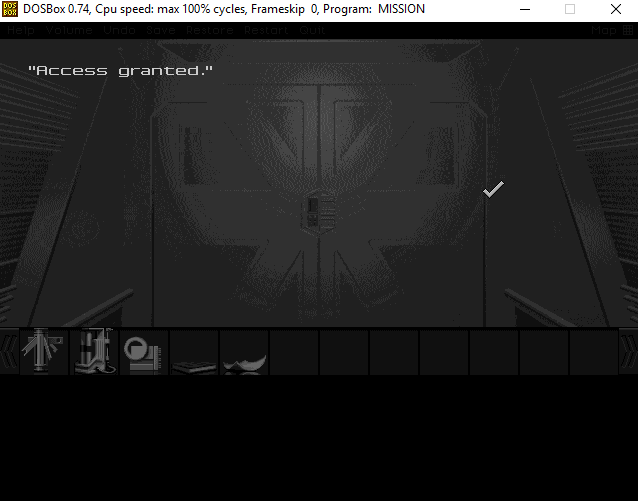 DOSBox 0.74, Cpu speed: max 100% cycles, Frameskip 0, Program: MISSION
Help Volume Undo Save Restore Restart Quit Map
"Access granted."